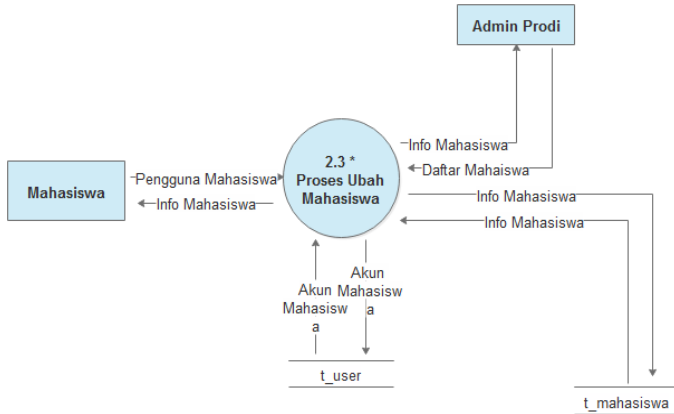 Admin Prodi
2.3 *
Proses Ubah
Mahasiswa
Info Mahasiswa
Daftar Mahaiswa
Mahasiswa
Pengguna Mahasiswa
Info Mahasiswa
Info Mahasiswa
Info Mahasiswa
Akun
Mahasisw
a
Akun
Mahasisw
a
t_user
t_mahasiswa